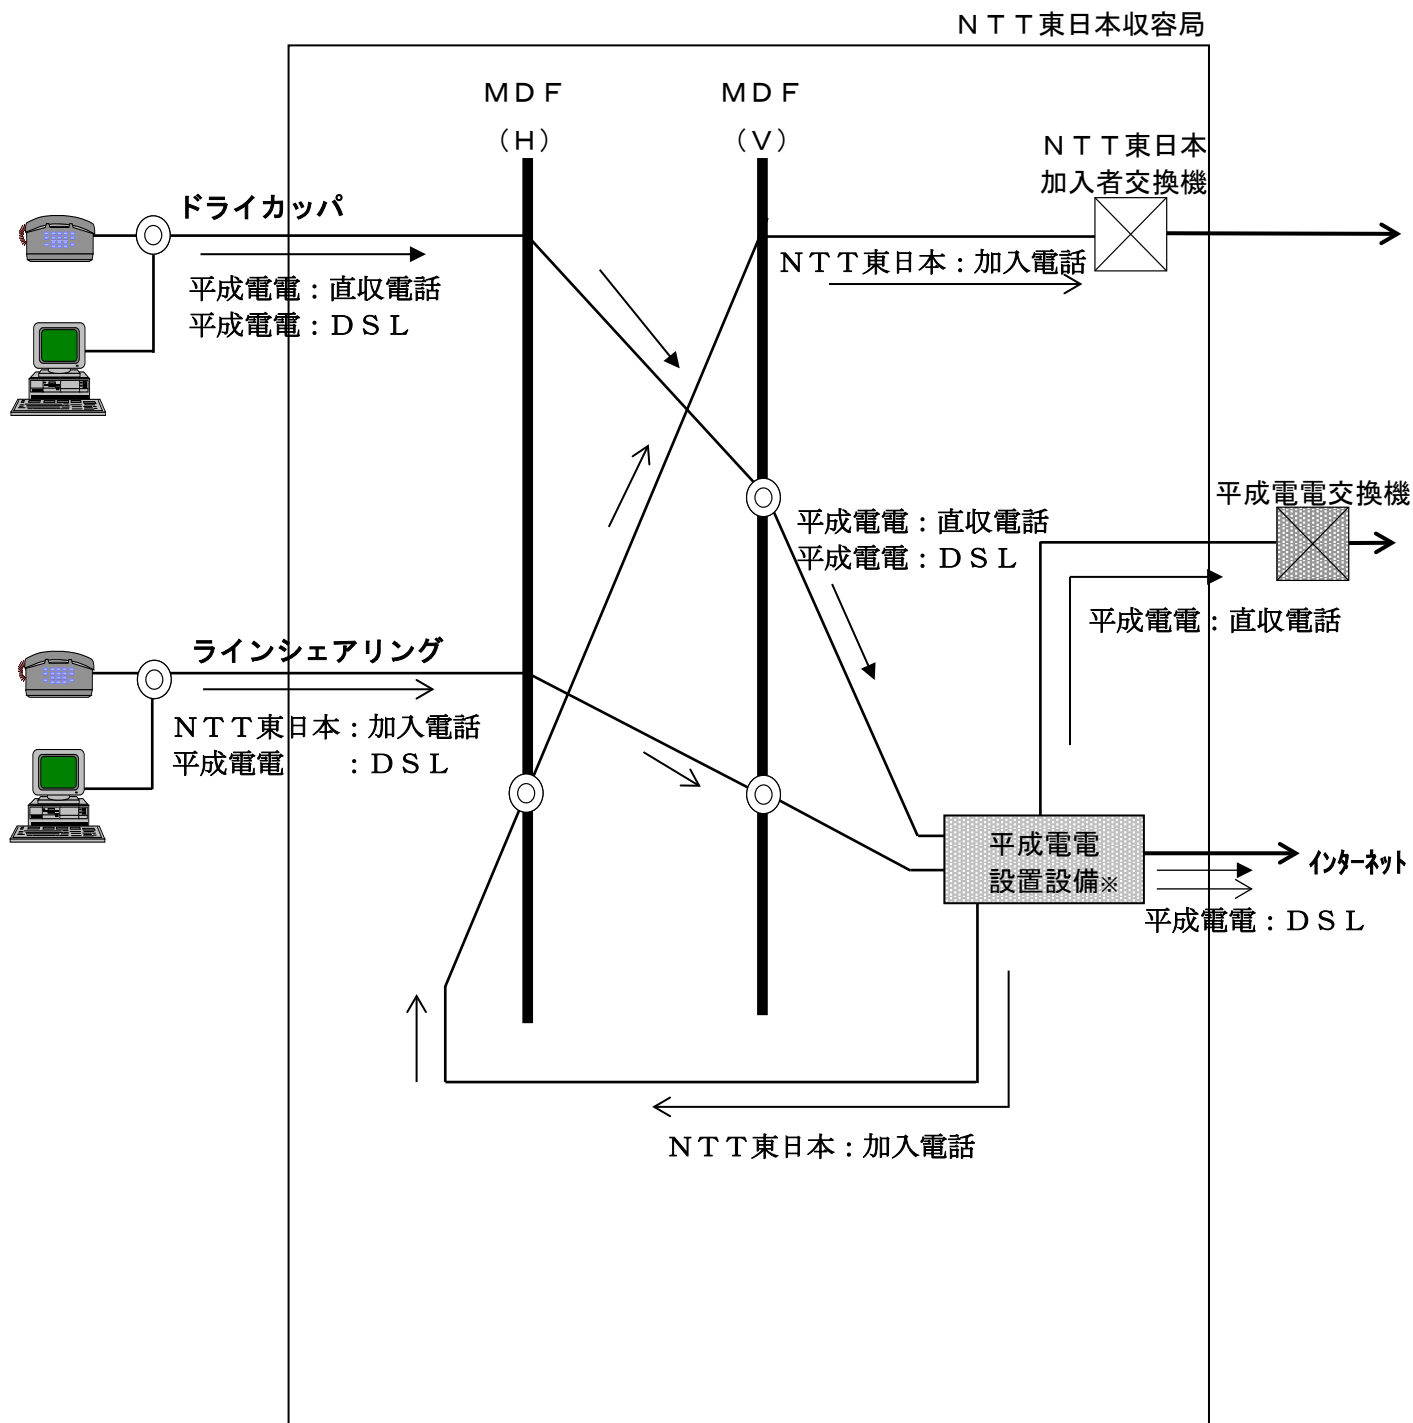 ＮＴＴ東日本収容局
ＭＤＦ
（Ｈ）
ＭＤＦ
（Ｖ）
ＮＴＴ東日本
加入者交換機
ドライカッパ
平成電電：直収電話
平成電電：ＤＳＬ
ＮＴＴ東日本：加入電話
平成電電交換機
平成電電：直収電話
平成電電：ＤＳＬ
平成電電：直収電話
ラインシェアリング
ＮＴＴ東日本：加入電話
平成電電　　：ＤＳＬ
平成電電
設置設備※
インターネット
平成電電：ＤＳＬ
ＮＴＴ東日本：加入電話